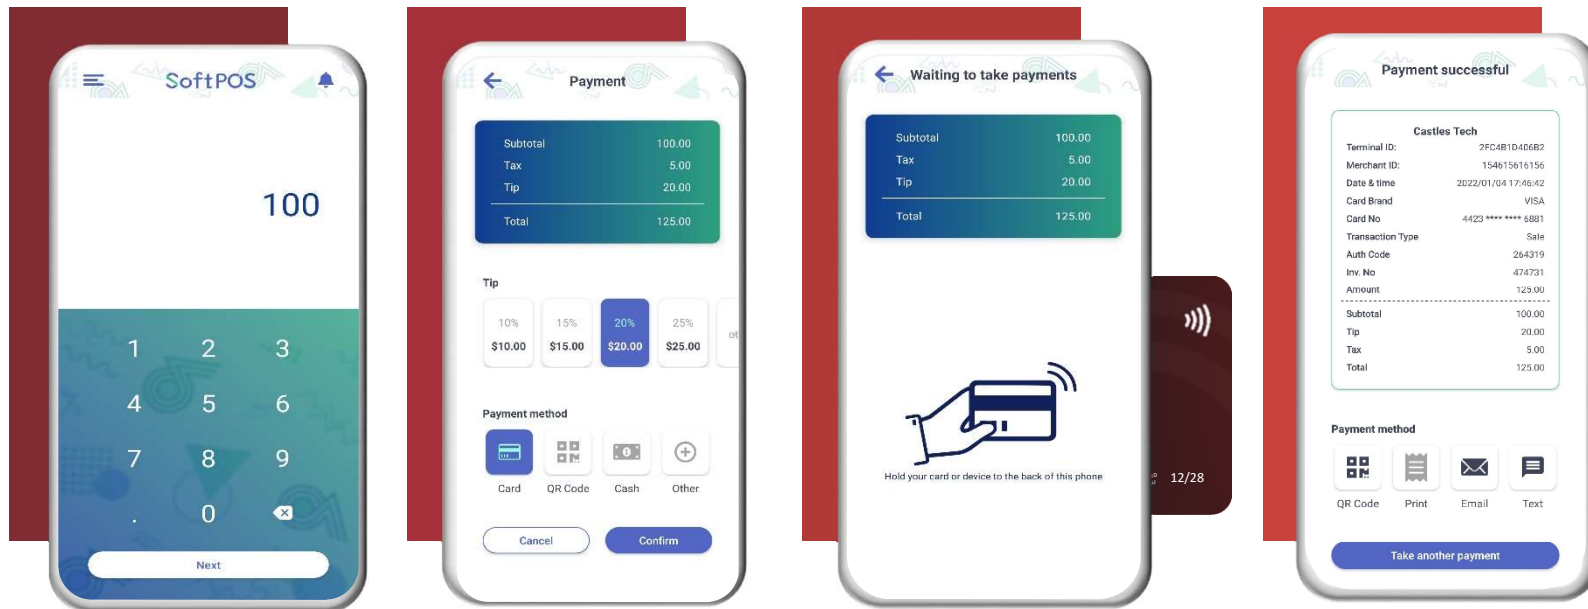 SoftPOS
100
1 2 3
4 5 6
7 8 9
. 0
Next
Payment
Subtotal 100.00
Tax 5.00
Tip 20.00
Total 125.00
Tip
10% 15% 20% 25%
$10.00 $15.00 $20.00 $25.00
Payment method
Card QR Code Cash Other
Cancel Confirm
Waiting to take payments
Subtotal 100.00
Tax 5.00
Tip 20.00
Total 125.00
Hold your card or device to the back of this phone
12/28
Payment successful
Castles Tech
Terminal ID: 2FC4B1D406B2
Merchant ID: 154615616156
Date & time 2022/01/04 17:46:42
Card Brand VISA
Card No 4423 **** **** 6881
Transaction Type Sale
Auth Code 264319
Inv. No 474731
Amount 125.00
Subtotal 100.00
Tip 20.00
Tax 5.00
Total 125.00
Payment method
QR Code Print Email Text
Take another payment